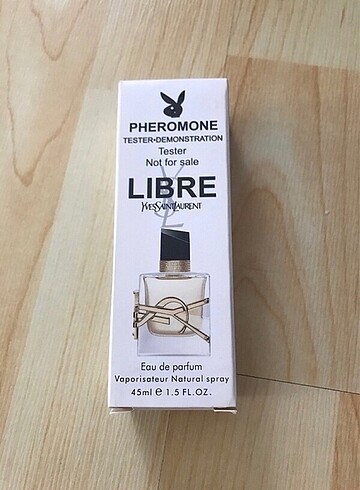 PHEROMONE
TESTER•DEMONSTRATION
Tester
Not for sale
LIBRE
YVESSAINTLAURENT
Eau de parfum
Vaporisateur Natural spray
45ml ℮ 1.5 FL.OZ.